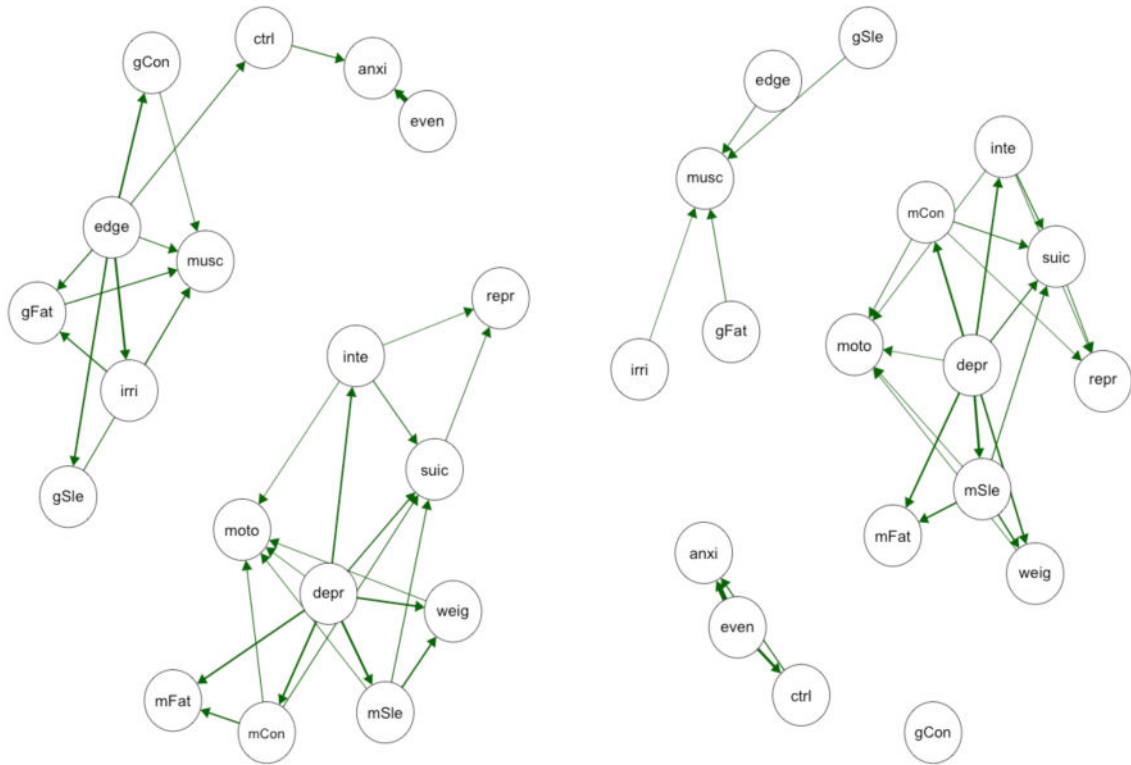 ctrl
gCon
anxi
even
edge
musc
gFat
irri
gSle
repr
inte
suic
moto
depr
weig
mFat
mCon
mSle
gSle
edge
musc
inte
mCon
suic
moto
depr
repr
gFat
irri
mSle
mFat
weig
anxi
even
ctrl
gCon